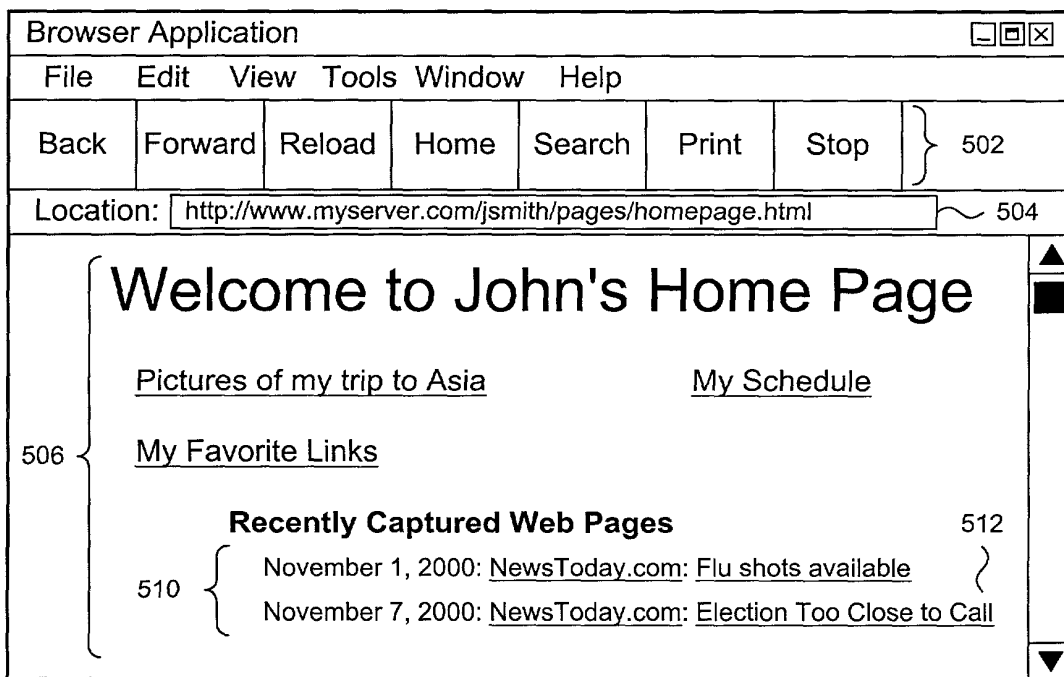 Browser Application
File Edit View Tools Window Help
Back Forward Reload Home Search Print Stop 502
Location: http://www.myserver.com/jsmith/pages/homepage.html 504
Welcome to John's Home Page
Pictures of my trip to Asia My Schedule
506 My Favorite Links
Recently Captured Web Pages 512
510 November 1, 2000: NewsToday.com: Flu shots available
November 7, 2000: NewsToday.com: Election Too Close to Call